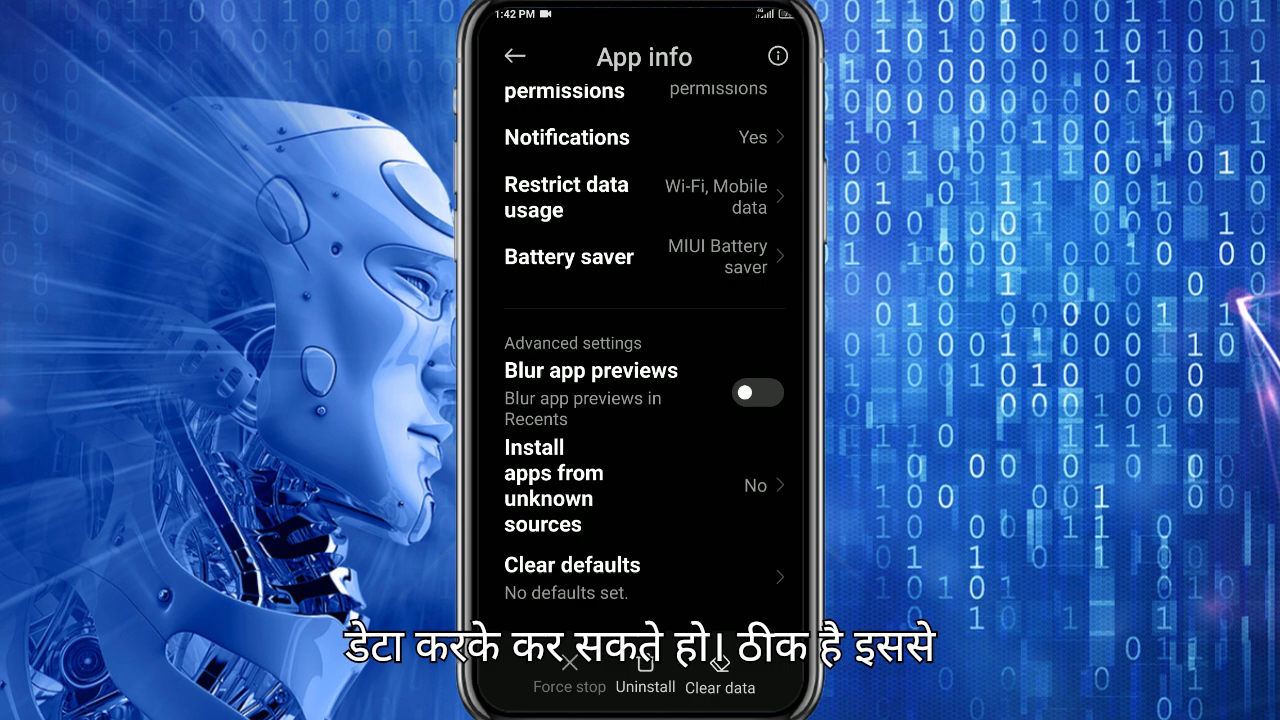 1:42 PM
App info
permissions permissions
Notifications Yes
Restrict data usage Wi-Fi, Mobile data
Battery saver MIUI Battery saver
Advanced settings
Blur app previews
Blur app previews in
Recents
Install
apps from
unknown
sources
No
Clear defaults
No defaults set.
डेटा करके कर सकते हो। ठीक है इससे
Force stop Uninstall Clear data